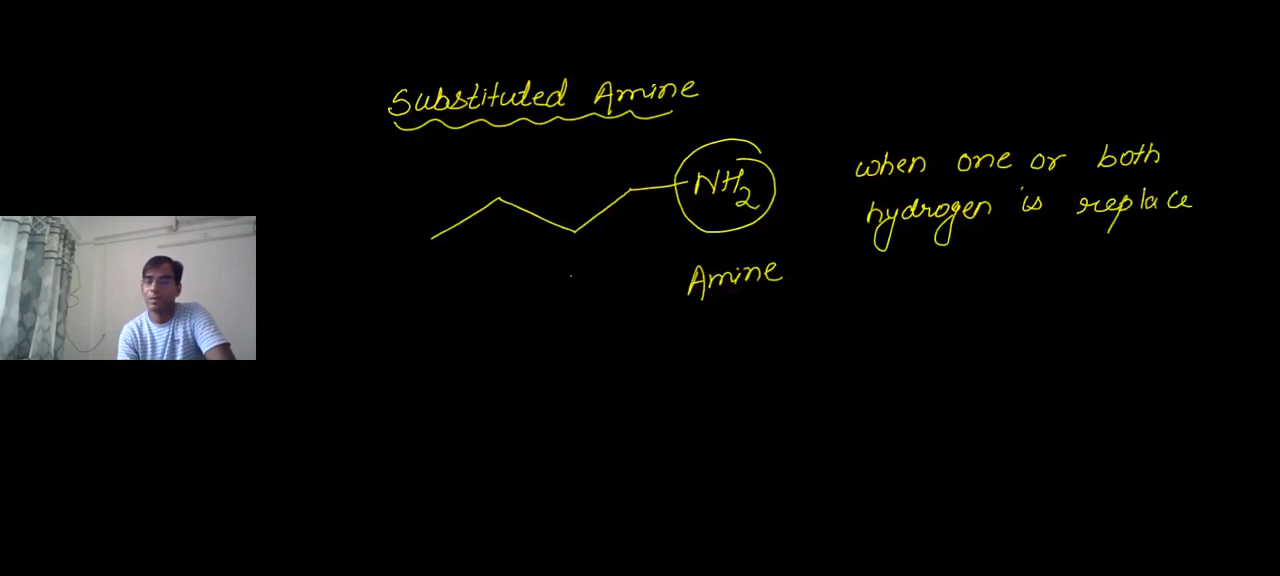 Substituted Amine
NH2
when one or both
hydrogen is replace
Amine